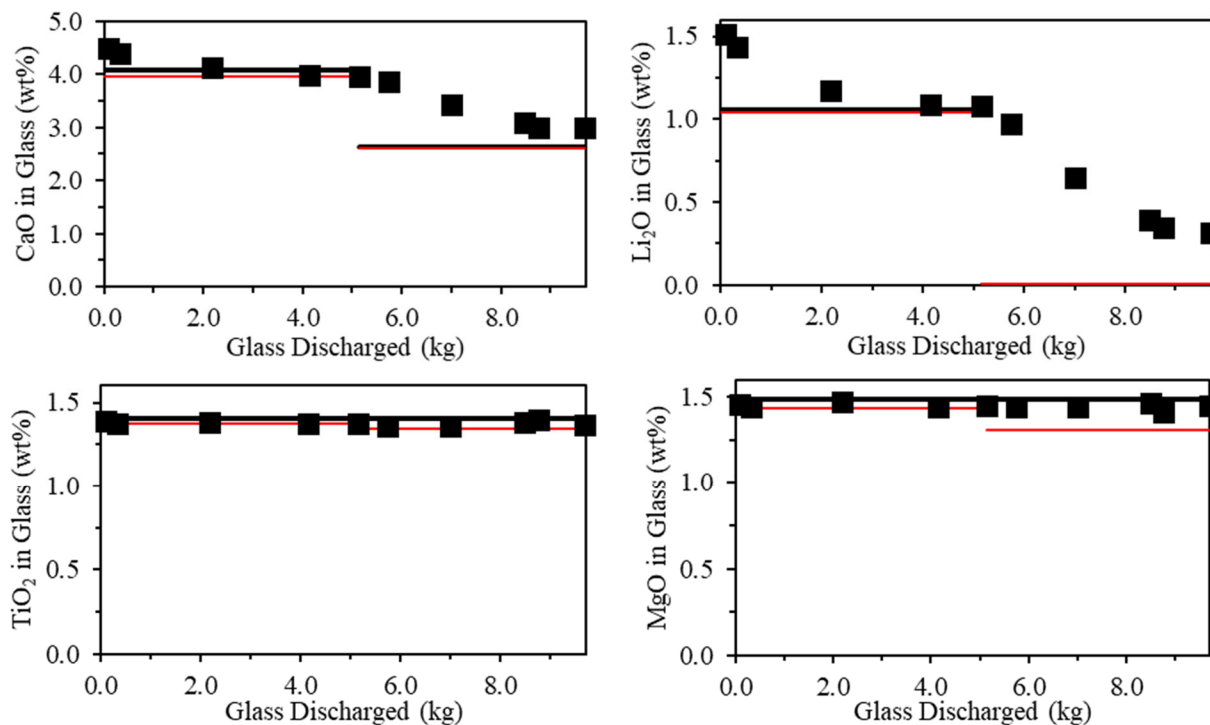 CaO in Glass (wt%)
5.0
4.0
3.0
2.0
1.0
0.0
0.0 2.0 4.0 6.0 8.0
Glass Discharged (kg)
Li₂O in Glass (wt%)
1.5
1.0
0.5
0.0
0.0 2.0 4.0 6.0 8.0
Glass Discharged (kg)
TiO₂ in Glass (wt%)
1.5
1.0
0.5
0.0
0.0 2.0 4.0 6.0 8.0
Glass Discharged (kg)
MgO in Glass (wt%)
1.5
1.0
0.5
0.0
0.0 2.0 4.0 6.0 8.0
Glass Discharged (kg)